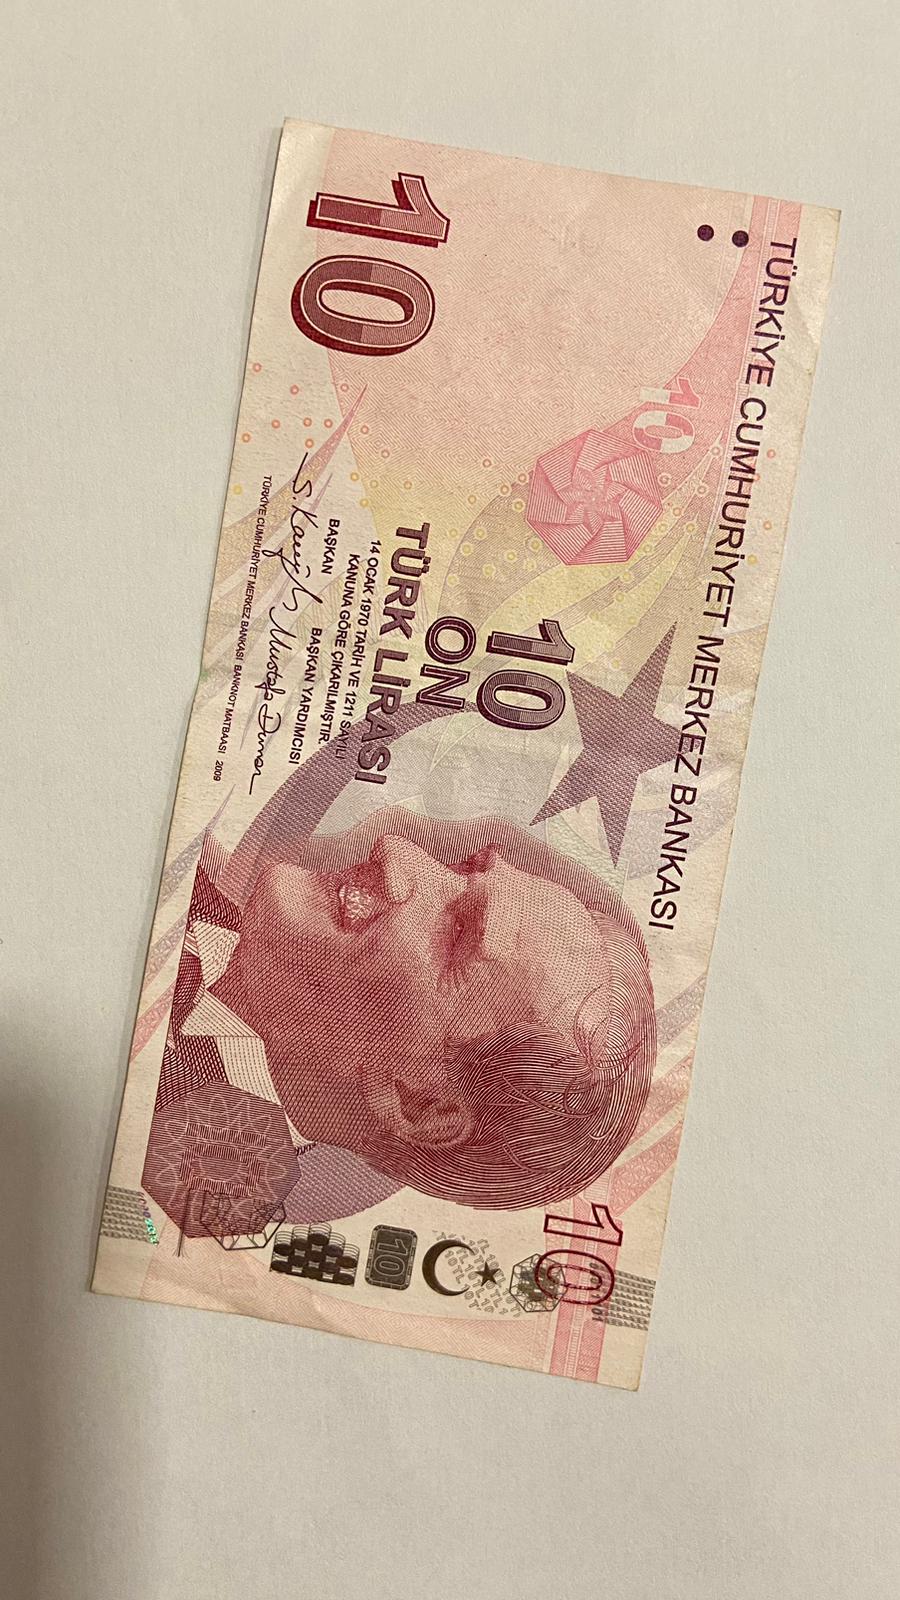 TÜRKİYE CUMHURİYET MERKEZ BANKASI
10
10
10
ON
TÜRK LİRASI
14 OCAK 1970 TARİH VE 1211 SAYILI
KANUNA GÖRE ÇIKARILMIŞTIR.
BAŞKAN BAŞKAN YARDIMCISI
TÜRKİYE CUMHURİYET MERKEZ BANKASI BANKNOT MATBAASI 2009
10
10